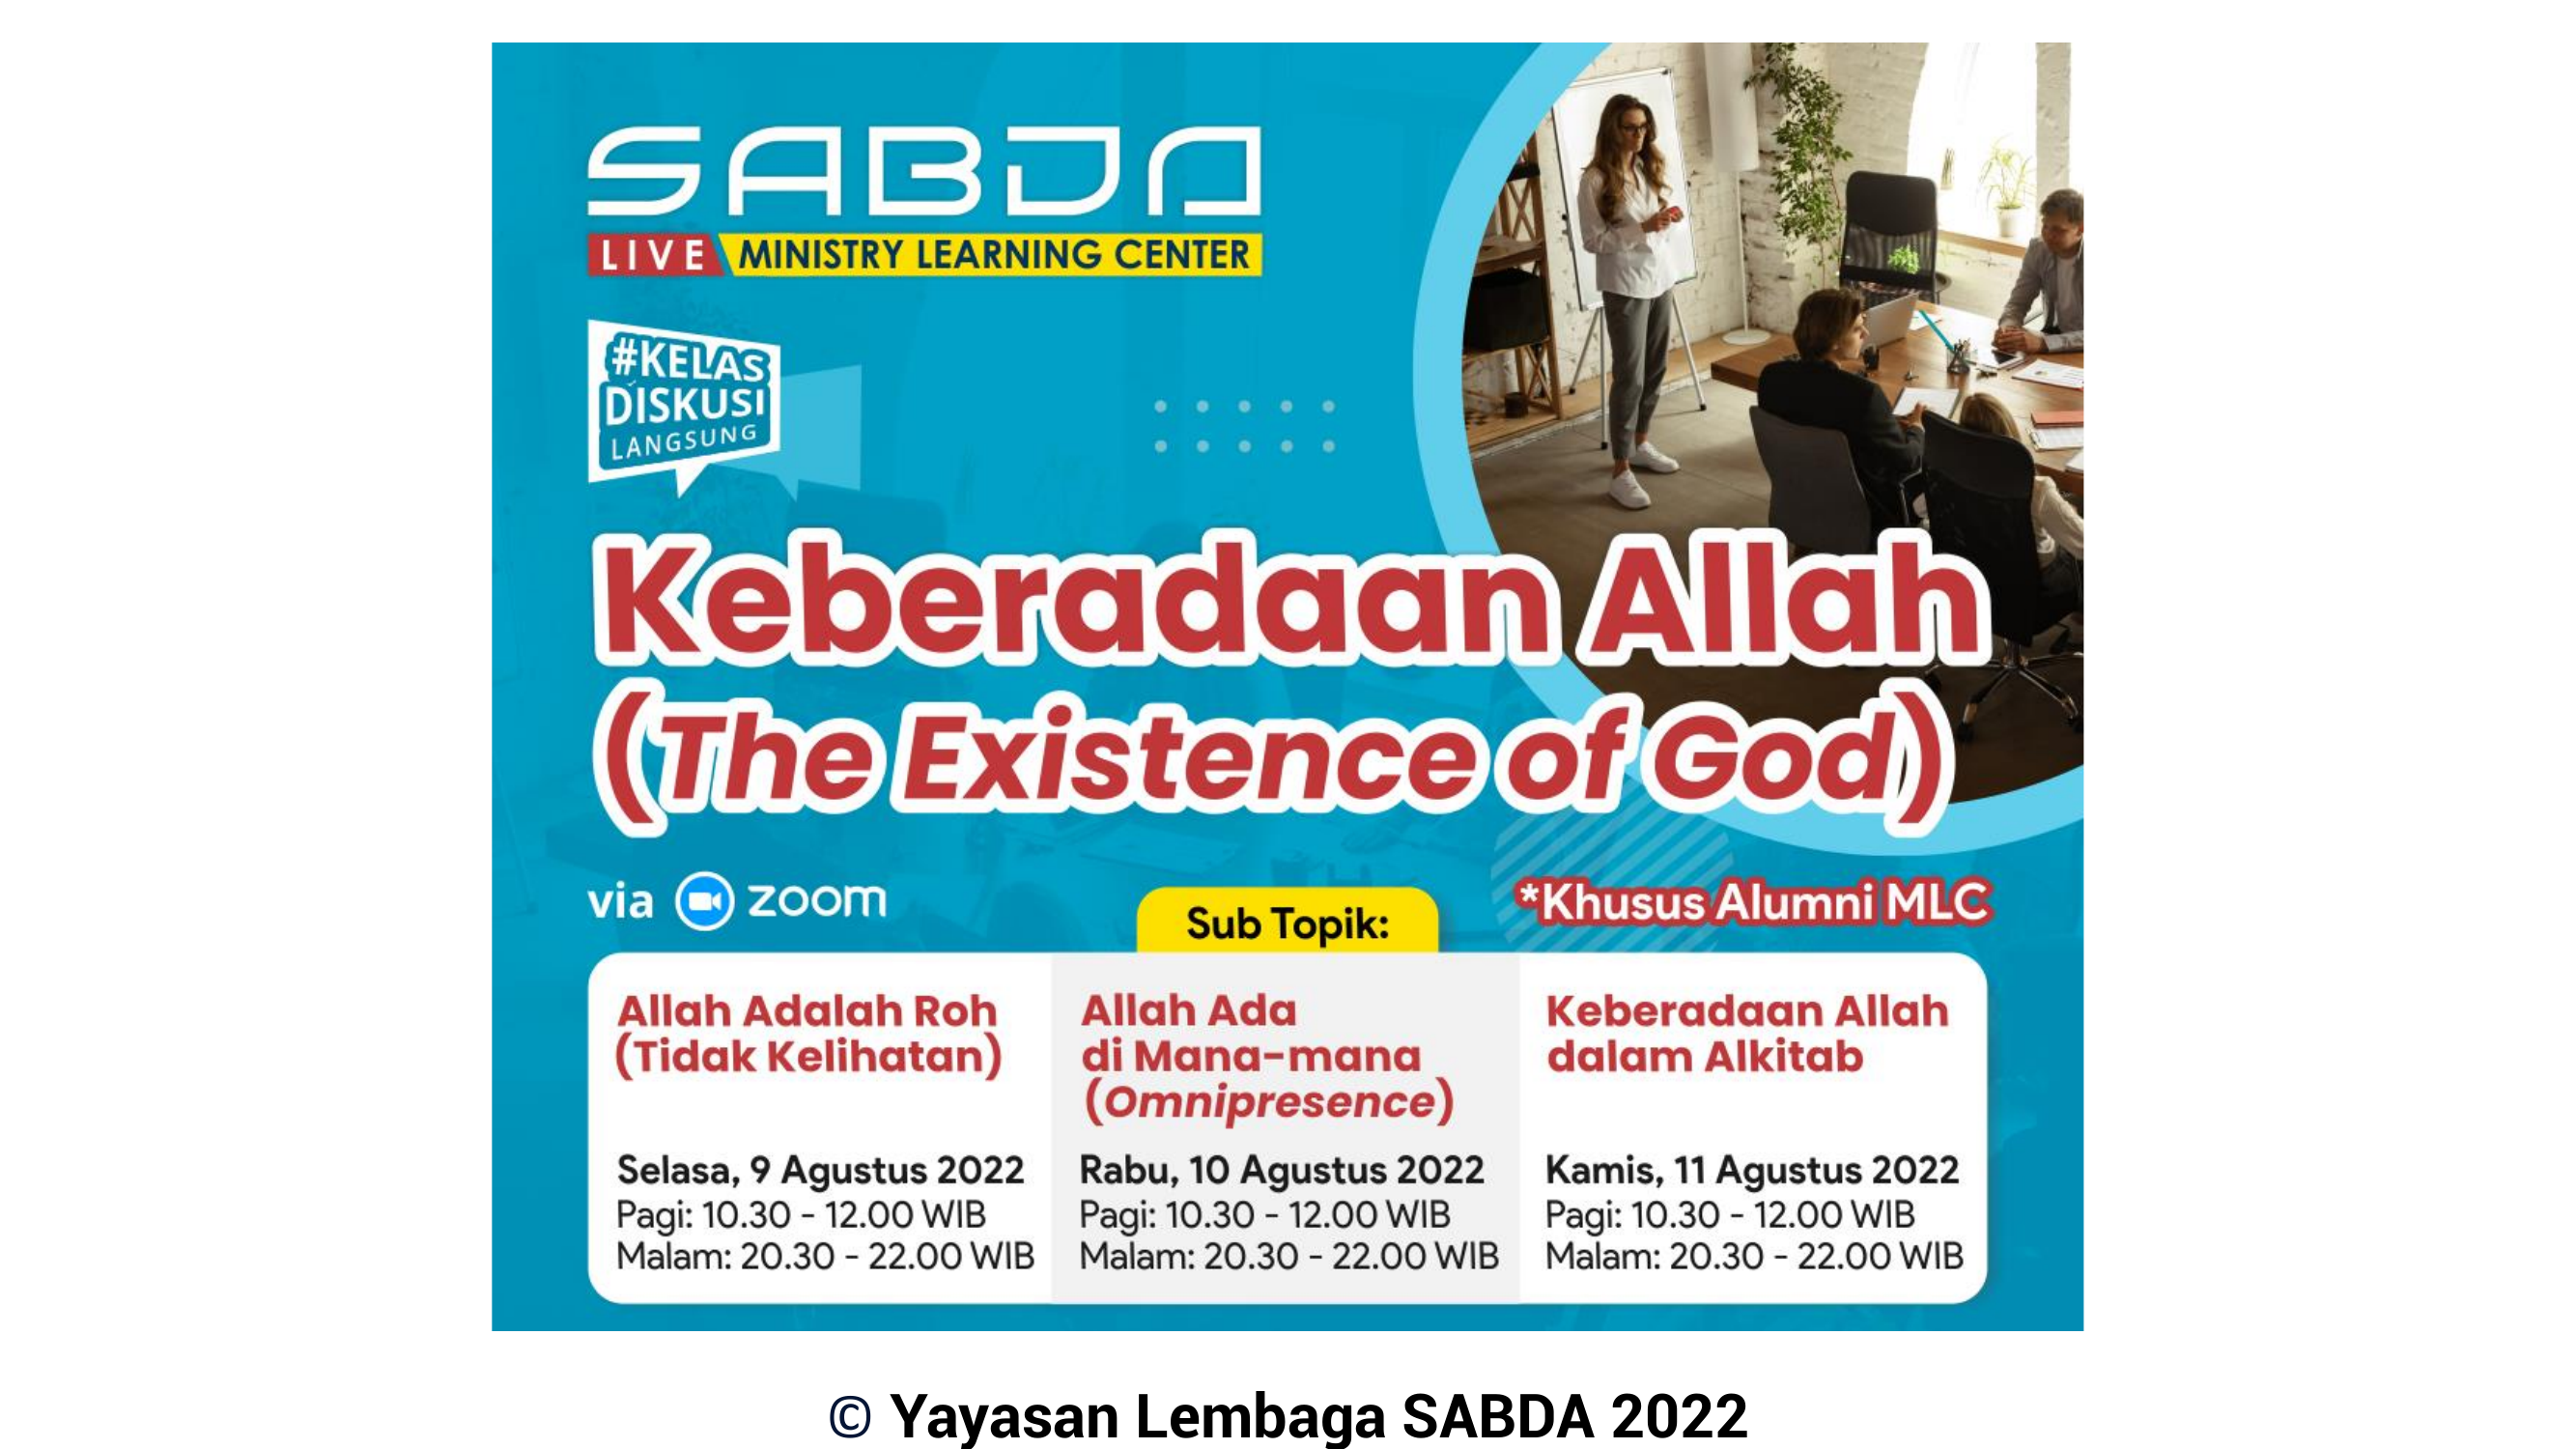 SABDA
LIVE MINISTRY LEARNING CENTER
#KELAS
DISKUSI
LANGSUNG
Keberadaan Allah
(The Existence of God)
via zoom
*Khusus Alumni MLC
Sub Topik:
Allah Adalah Roh
(Tidak Kelihatan)
Selasa, 9 Agustus 2022
Pagi: 10.30 - 12.00 WIB
Malam: 20.30 - 22.00 WIB
Allah Ada
di Mana-mana
(Omnipresence)
Rabu, 10 Agustus 2022
Pagi: 10.30 - 12.00 WIB
Malam: 20.30 - 22.00 WIB
Keberadaan Allah
dalam Alkitab
Kamis, 11 Agustus 2022
Pagi: 10.30 - 12.00 WIB
Malam: 20.30 - 22.00 WIB
© Yayasan Lembaga SABDA 2022